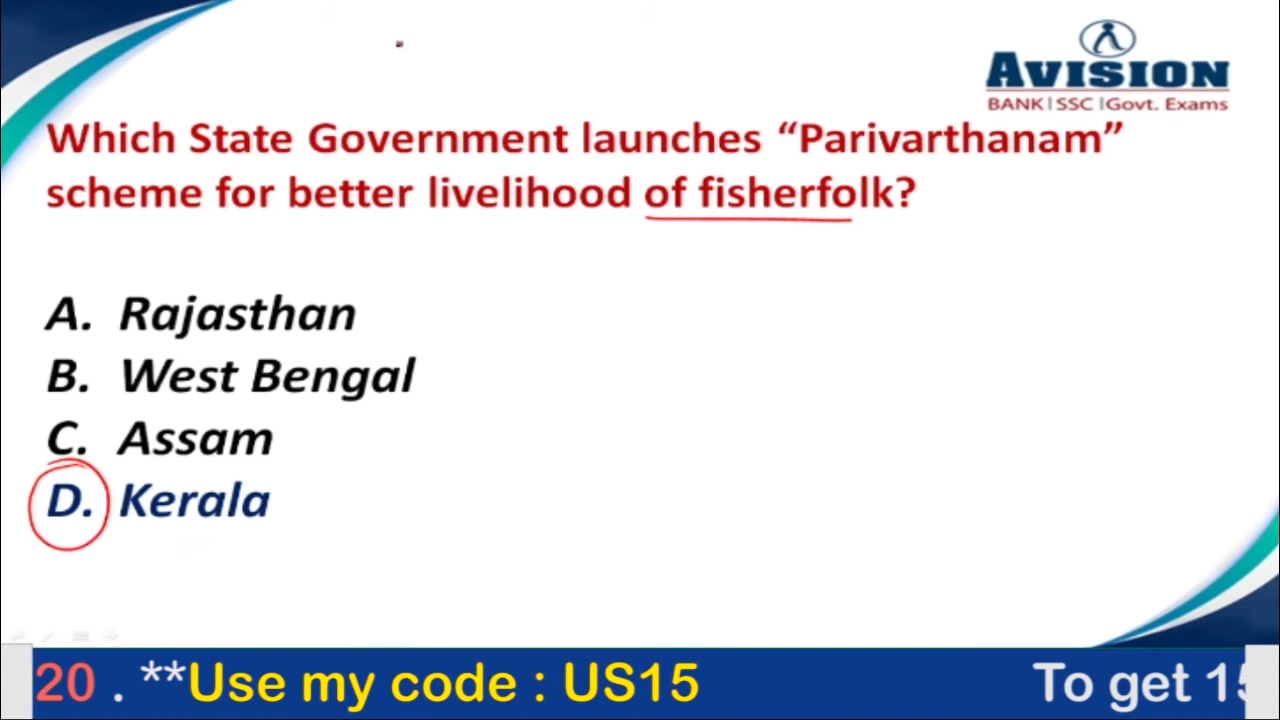 AVISION
BANK | SSC | Govt. Exams
Which State Government launches “Parivarthanam”
scheme for better livelihood of fisherfolk?
A. Rajasthan
B. West Bengal
C. Assam
D. Kerala
20 . **Use my code : US15 To get 15